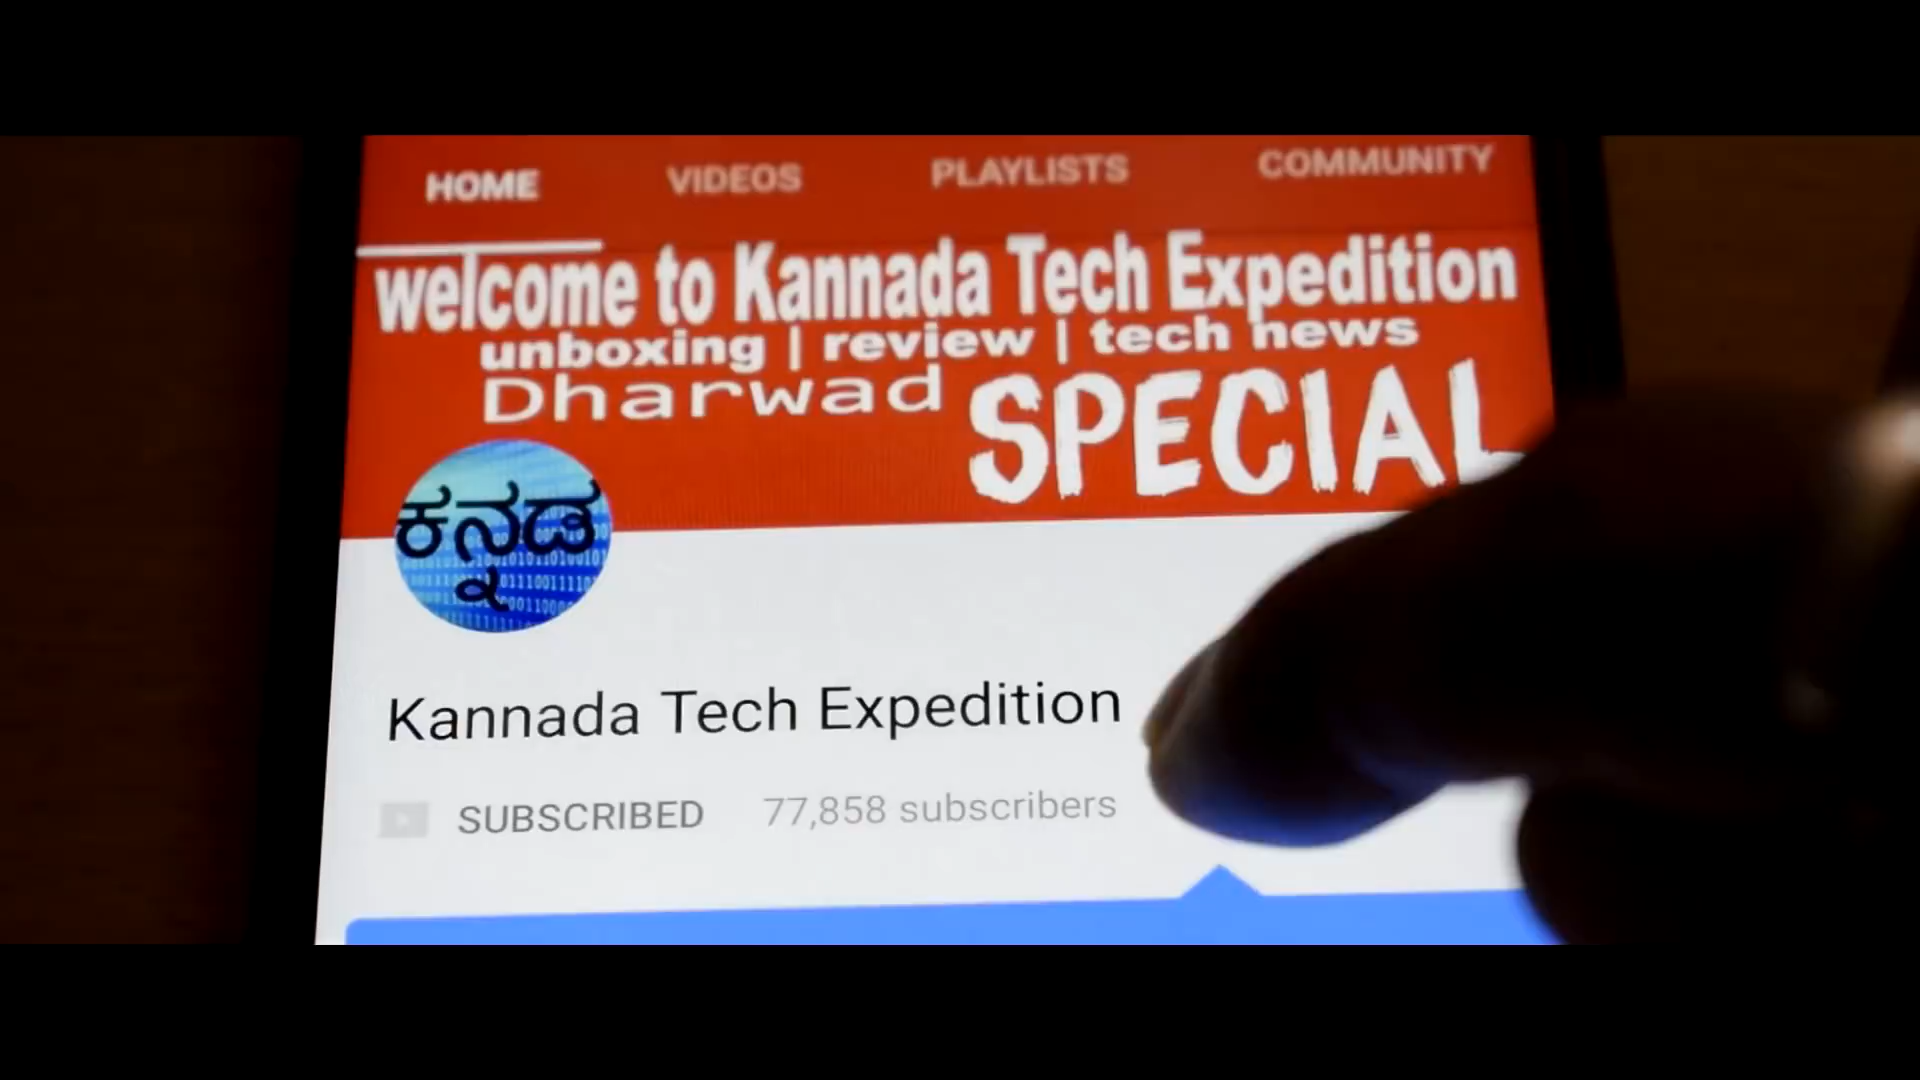 HOME VIDEOS PLAYLISTS COMMUNITY
welcome to Kannada Tech Expedition
unboxing | review | tech news
Dharwad SPECIAL
ಕನ್ನಡ
Kannada Tech Expedition
SUBSCRIBED 77,858 subscribers